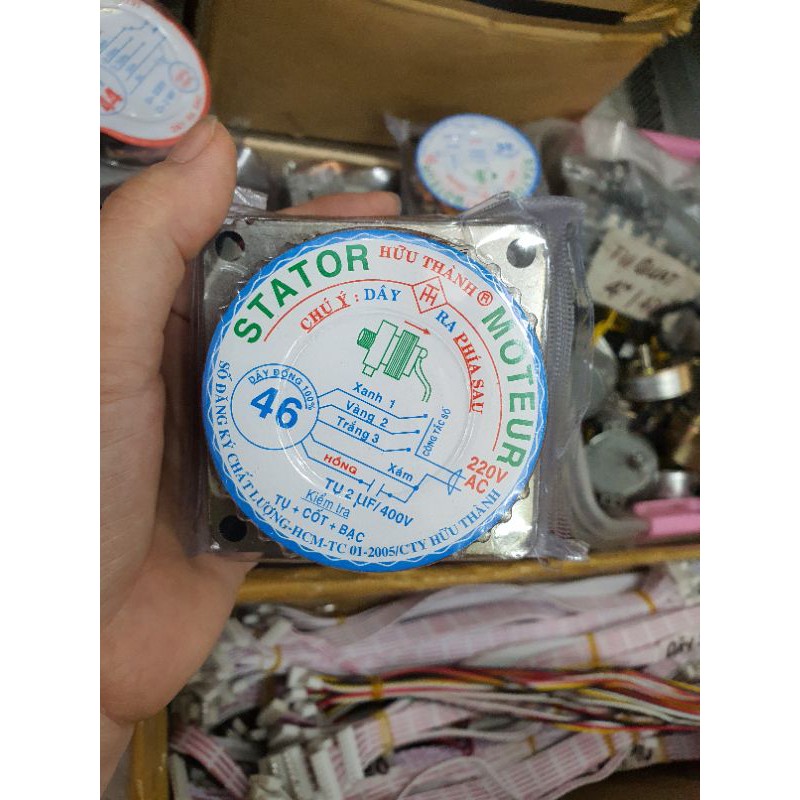 STATOR
HỮU THÀNH ®
MOTEUR
CHÚ Ý : DÂY
RA PHÍA SAU
DÂY ĐỒNG 100%
46
Xanh 1
Vàng 2
Trắng 3
CÔNG TẮC SỐ
HỒNG
Xám
220V
AC
TỤ 2 µF/400V
Kiểm tra
TỤ + CỐT + BẠC
SỐ ĐĂNG KÝ CHẤT LƯỢNG-HCM-TC 01-2005/CTY HỮU THÀNH